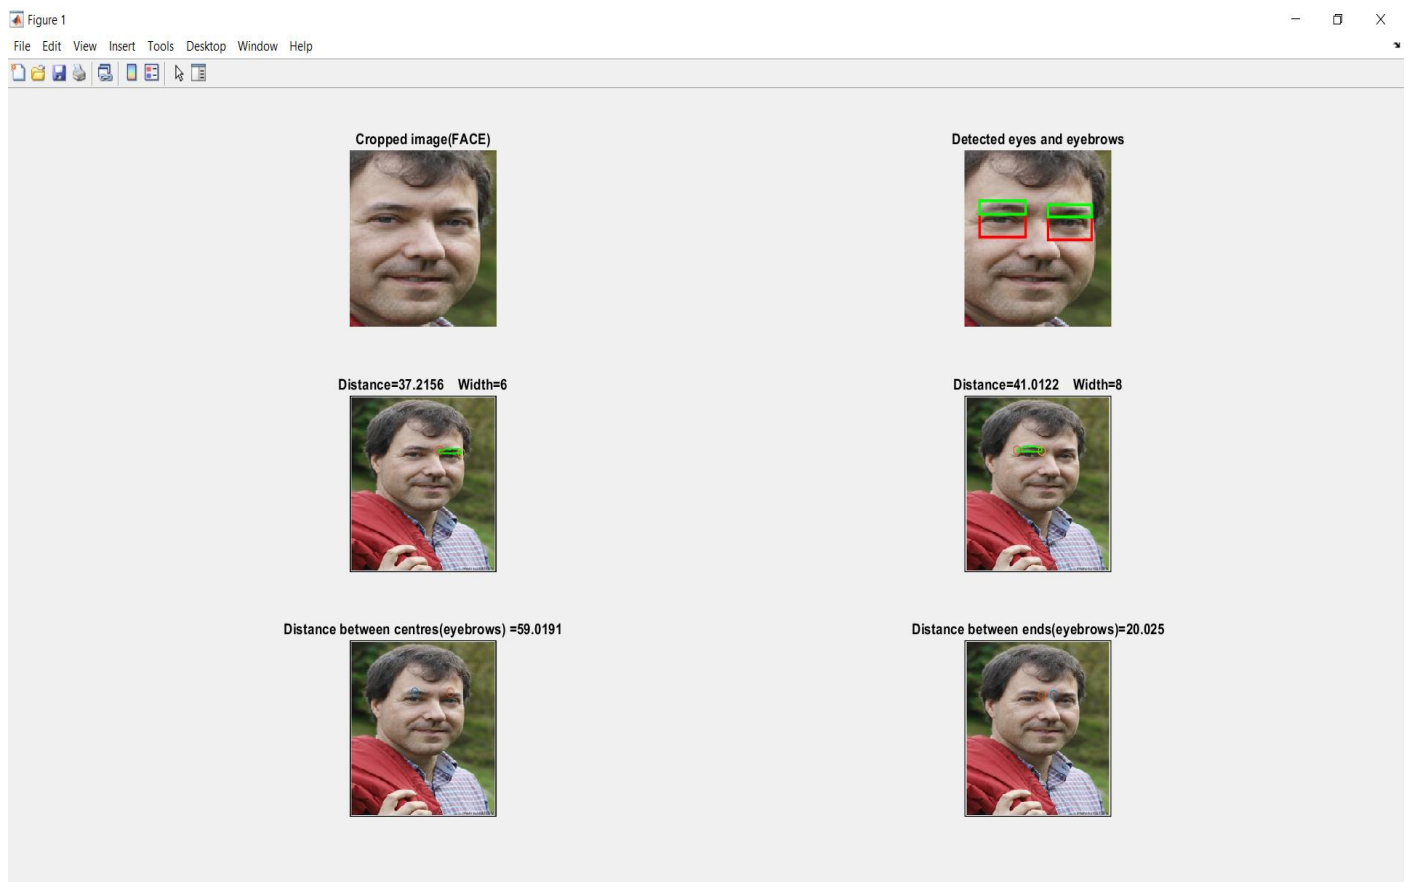 Figure 1
File Edit View Insert Tools Desktop Window Help
Cropped image(FACE)
Detected eyes and eyebrows
Distance=37.2156 Width=6
Distance=41.0122 Width=8
Distance between centres(eyebrows) =59.0191
Distance between ends(eyebrows)=20.025